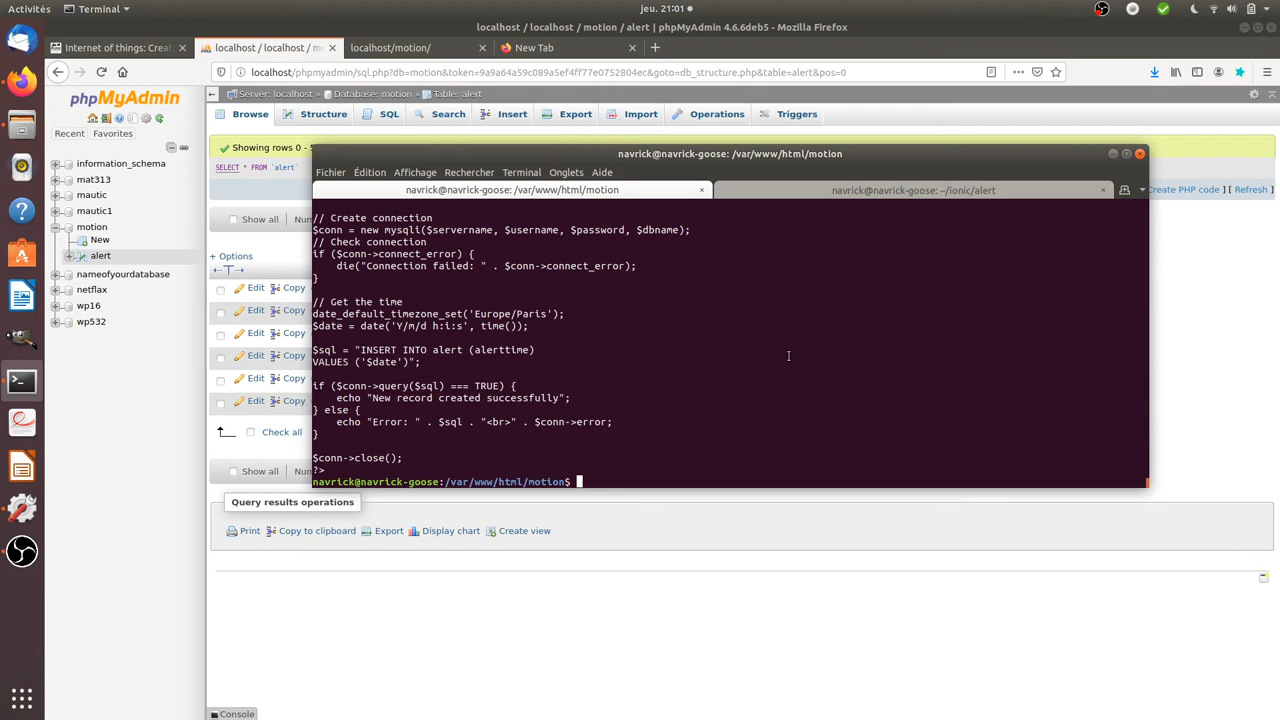 Activités
Terminal
jeu. 21:01
localhost / localhost / motion / alert | phpMyAdmin 4.6.6deb5 - Mozilla Firefox
Internet of things: Crea
localhost / localhost / m
localhost/motion/
New Tab
localhost/phpmyadmin/sql.php?db=motion&token=9a9a64a59c089a5ef4ff77e0752804ec&goto=db_structure.php&table=alert&pos=0
phpMyAdmin
Recent
Favorites
information_schema
mat313
mautic
mautic1
motion
New
alert
nameofyourdatabase
netflax
wp16
wp532
Server: localhost » Database: motion » Table: alert
Browse
Structure
SQL
Search
Insert
Export
Import
Operations
Triggers
Showing rows 0 -
SELECT * FROM `alert`
Create PHP code ] [ Refresh ]
Show all
+ Options
Edit Copy
Edit Copy
Edit Copy
Edit Copy
Edit Copy
Edit Copy
Check all
Show all
navrick@navrick-goose: /var/www/html/motion
Fichier Édition Affichage Rechercher Terminal Onglets Aide
navrick@navrick-goose: /var/www/html/motion
navrick@navrick-goose: ~/ionic/alert
// Create connection
$conn = new mysqli($servername, $username, $password, $dbname);
// Check connection
if ($conn->connect_error) {
    die("Connection failed: " . $conn->connect_error);
}
// Get the time
date_default_timezone_set('Europe/Paris');
$date = date('Y/m/d h:i:s', time());
$sql = "INSERT INTO alert (alerttime)
VALUES ('$date')";
if ($conn->query($sql) === TRUE) {
    echo "New record created successfully";
} else {
    echo "Error: " . $sql . "<br>" . $conn->error;
}
$conn->close();
?>
navrick@navrick-goose:/var/www/html/motion$
Query results operations
Print
Copy to clipboard
Export
Display chart
Create view
Console